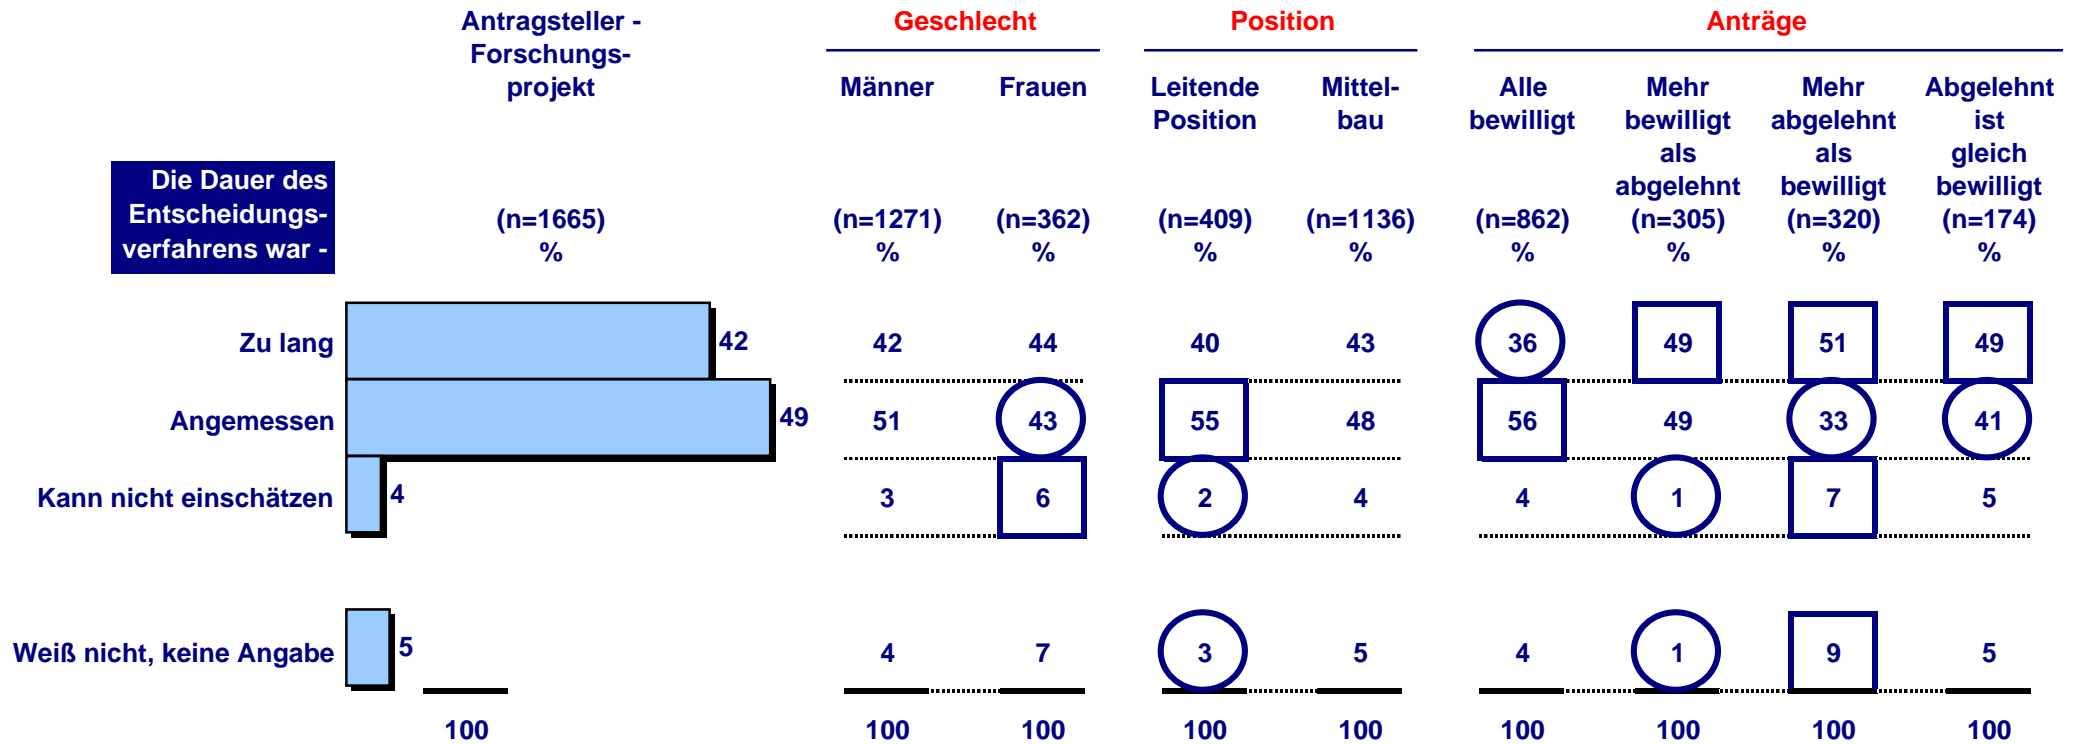 Antragsteller -
Forschungs-
projekt
Geschlecht
Position
Anträge
Männer
Frauen
Leitende
Position
Mittel-
bau
Alle
bewilligt
Mehr
bewilligt
als
abgelehnt
Mehr
abgelehnt
als
bewilligt
Abgelehnt
ist
gleich
bewilligt
Die Dauer des
Entscheidungs-
verfahrens war -
(n=1665) (n=1271) (n=362) (n=409) (n=1136) (n=862) (n=305) (n=320) (n=174)
% % % % % % % % %
Zu lang 42 42 44 40 43 36 49 51 49
Angemessen 49 51 43 55 48 56 49 33 41
Kann nicht einschätzen 4 3 6 2 4 4 1 7 5
Weiß nicht, keine Angabe 5 4 7 3 5 4 1 9 5
100 100 100 100 100 100 100 100 100